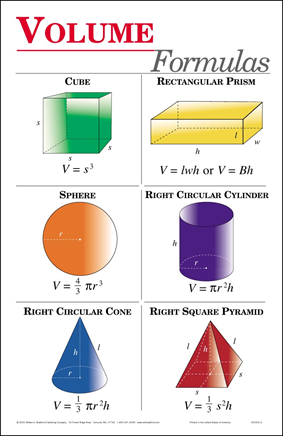 VOLUME
Formulas
CUBE
RECTANGULAR PRISM
s
s
s
l
w
h
V = s³
V = lwh or V = Bh
SPHERE
RIGHT CIRCULAR CYLINDER
r
h
r
V = 4/3 πr³
V = πr²h
RIGHT CIRCULAR CONE
RIGHT SQUARE PYRAMID
h
l
r
l
h
l
s
s
V = 1/3 πr²h
V = 1/3 s²h